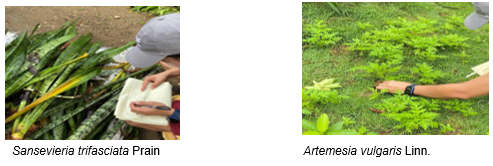 Sansevieria trifasciata Prain
Artemesia vulgaris Linn.